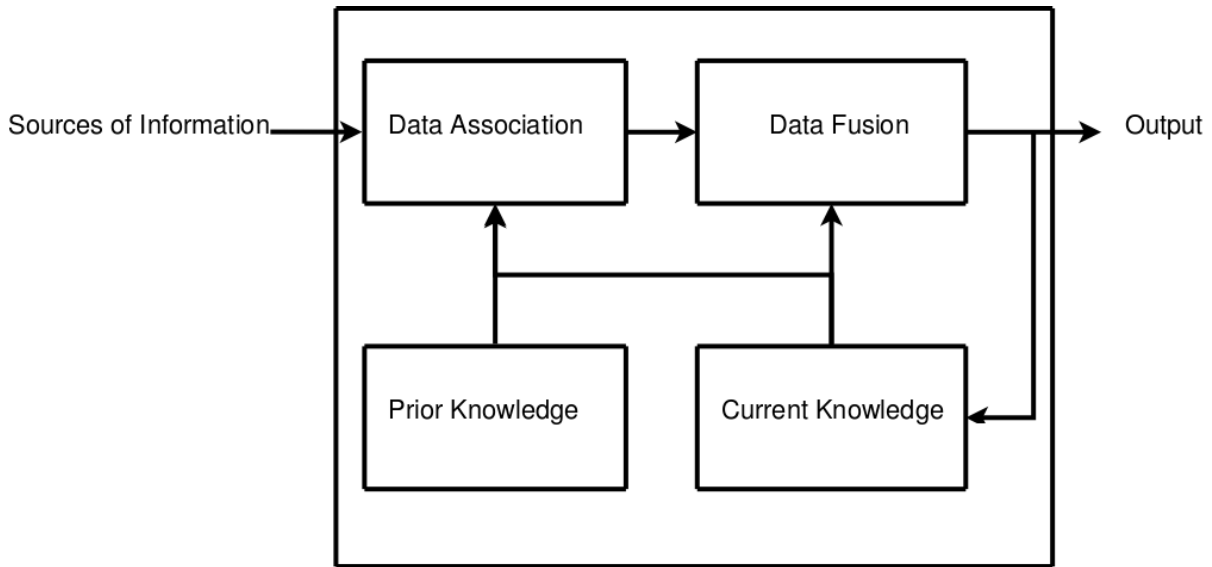 Sources of Information
Data Association
Data Fusion
Output
Prior Knowledge
Current Knowledge